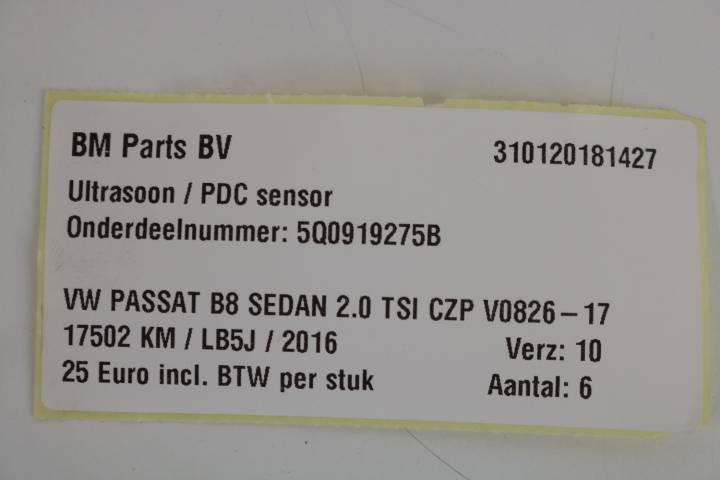 BM Parts BV 310120181427
Ultrasoon / PDC sensor
Onderdeelnummer: 5Q0919275B
VW PASSAT B8 SEDAN 2.0 TSI CZP V0826-17
17502 KM / LB5J / 2016 Verz: 10
25 Euro incl. BTW per stuk Aantal: 6